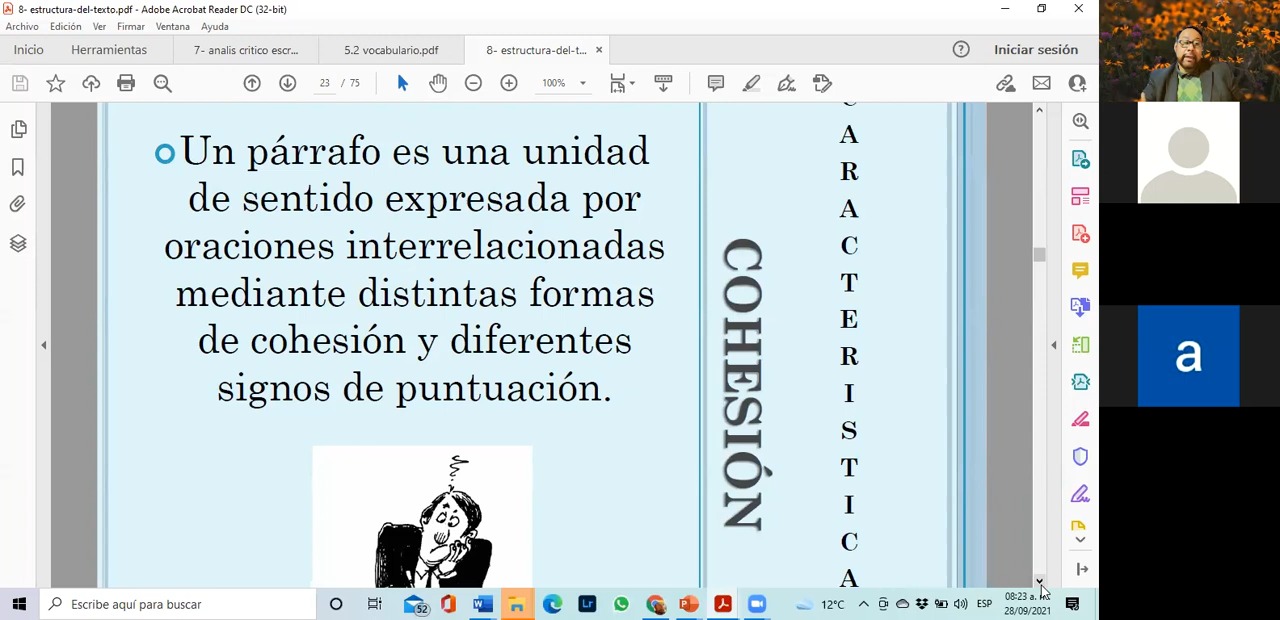 8- estructura-del-texto.pdf - Adobe Acrobat Reader DC (32-bit)
Archivo Edición Ver Firmar Ventana Ayuda
Inicio Herramientas 7- analis critico escr... 5.2 vocabulario.pdf 8- estructura-del-t... × Iniciar sesión
23 / 75 100%
Un párrafo es una unidad
de sentido expresada por
oraciones interrelacionadas
mediante distintas formas
de cohesión y diferentes
signos de puntuación.
COHESIÓN
C
A
R
A
C
T
E
R
I
S
T
I
C
A
a
Escribe aquí para buscar
52
12°C
ESP
08:23 a.
28/09/2021